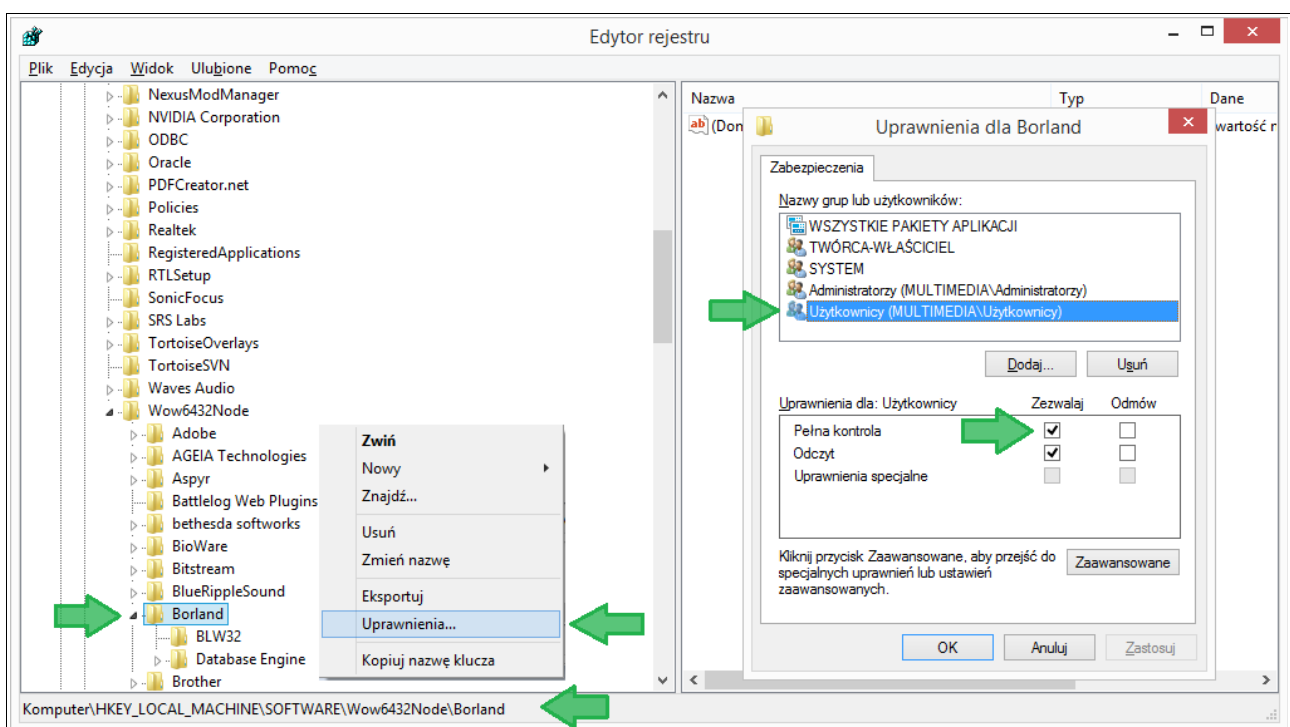 Edytor rejestru
Plik Edycja Widok Ulubione Pomoc
NexusModManager
NVIDIA Corporation
ODBC
Oracle
PDFCreator.net
Policies
Realtek
RegisteredApplications
RTLSetup
SonicFocus
SRS Labs
TortoiseOverlays
TortoiseSVN
Waves Audio
Wow6432Node
Adobe
AGEIA Technologies
Aspyr
Battlelog Web Plugins
bethesda softworks
BioWare
Bitstream
BlueRippleSound
Borland
BLW32
Database Engine
Brother
Zwiń
Nowy
Znajdź...
Usuń
Zmień nazwę
Eksportuj
Uprawnienia...
Kopiuj nazwę klucza
Nazwa Typ Dane
ab (Don wartość r
Uprawnienia dla Borland
Zabezpieczenia
Nazwy grup lub użytkowników:
WSZYSTKIE PAKIETY APLIKACJI
TWÓRCA-WŁAŚCICIEL
SYSTEM
Administratorzy (MULTIMEDIA\Administratorzy)
Użytkownicy (MULTIMEDIA\Użytkownicy)
Dodaj... Usuń
Uprawnienia dla: Użytkownicy Zezwalaj Odmów
Pełna kontrola
Odczyt
Uprawnienia specjalne
Kliknij przycisk Zaawansowane, aby przejść do
specjalnych uprawnień lub ustawień
zaawansowanych.
Zaawansowane
OK Anuluj Zastosuj
Komputer\HKEY_LOCAL_MACHINE\SOFTWARE\Wow6432Node\Borland